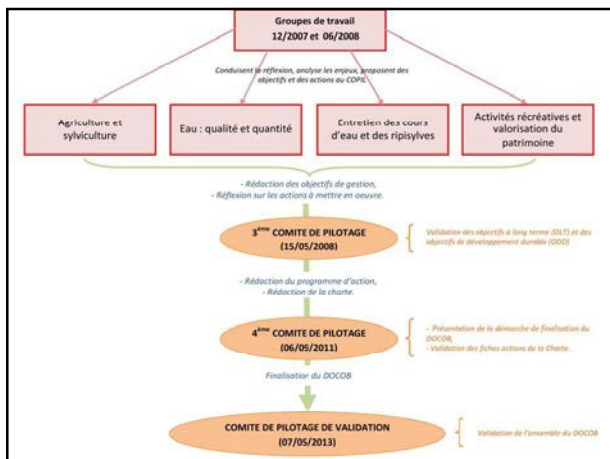 Groupes de travail
12/2007 et 06/2008
Conduisent la réflexion, analyse les enjeux, proposent des
objectifs et des actions au COPIL
Agriculture et
sylviculture
Eau : qualité et quantité
Entretien des cours
d'eau et des ripisylves
Activités récréatives et
valorisation du
patrimoine
- Rédaction des objectifs de gestion,
- Réflexion sur les actions à mettre en oeuvre.
3ème COMITE DE PILOTAGE
(15/05/2008)
Validation des objectifs à long terme (OLT) et des
objectifs de développement durable (ODD)
- Rédaction du programme d'action,
- Rédaction de la charte.
4ème COMITE DE PILOTAGE
(06/05/2011)
- Présentation de la démarche de finalisation du
DOCOB,
- Validation des fiches actions de la Charte.
Finalisation du DOCOB
COMITE DE PILOTAGE DE VALIDATION
(07/05/2013)
Validation de l'ensemble du DOCOB